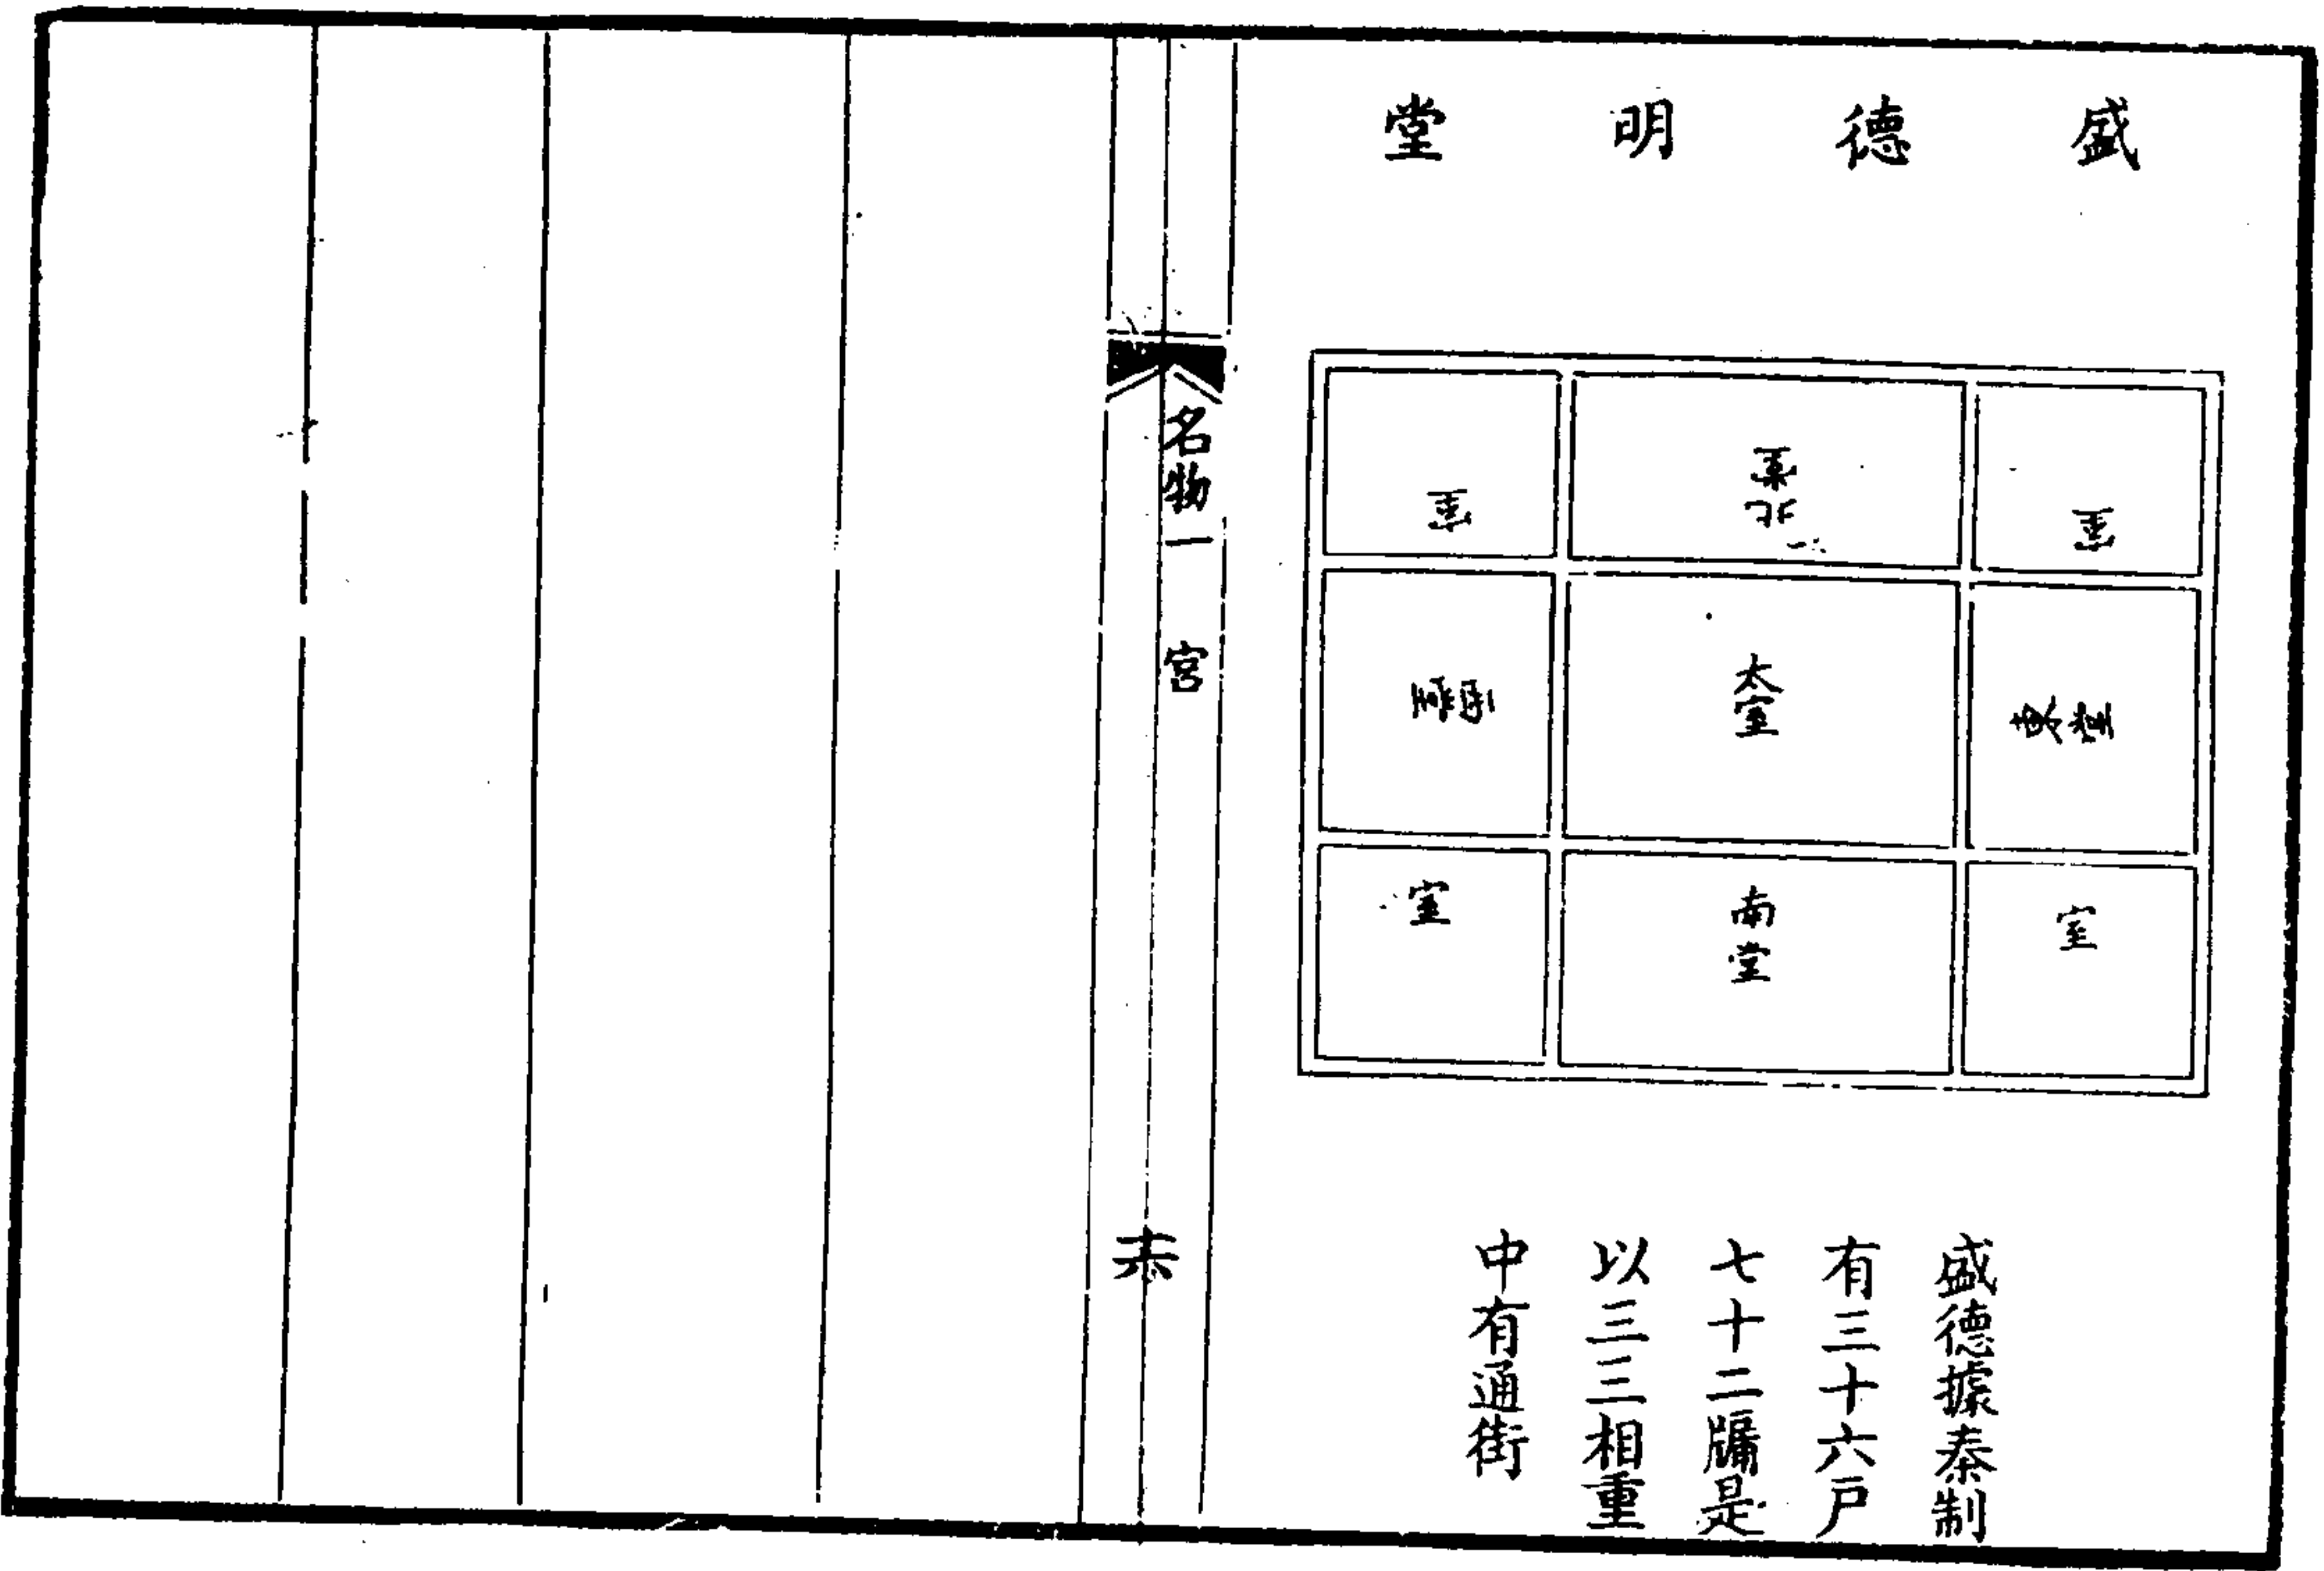 盛德明堂
室
北堂
室
東堂
太室
西堂
室
南堂
室
盛德據秦制
有三十六戸
七十二牖是
以三三相重
中有通街
名物一 宮